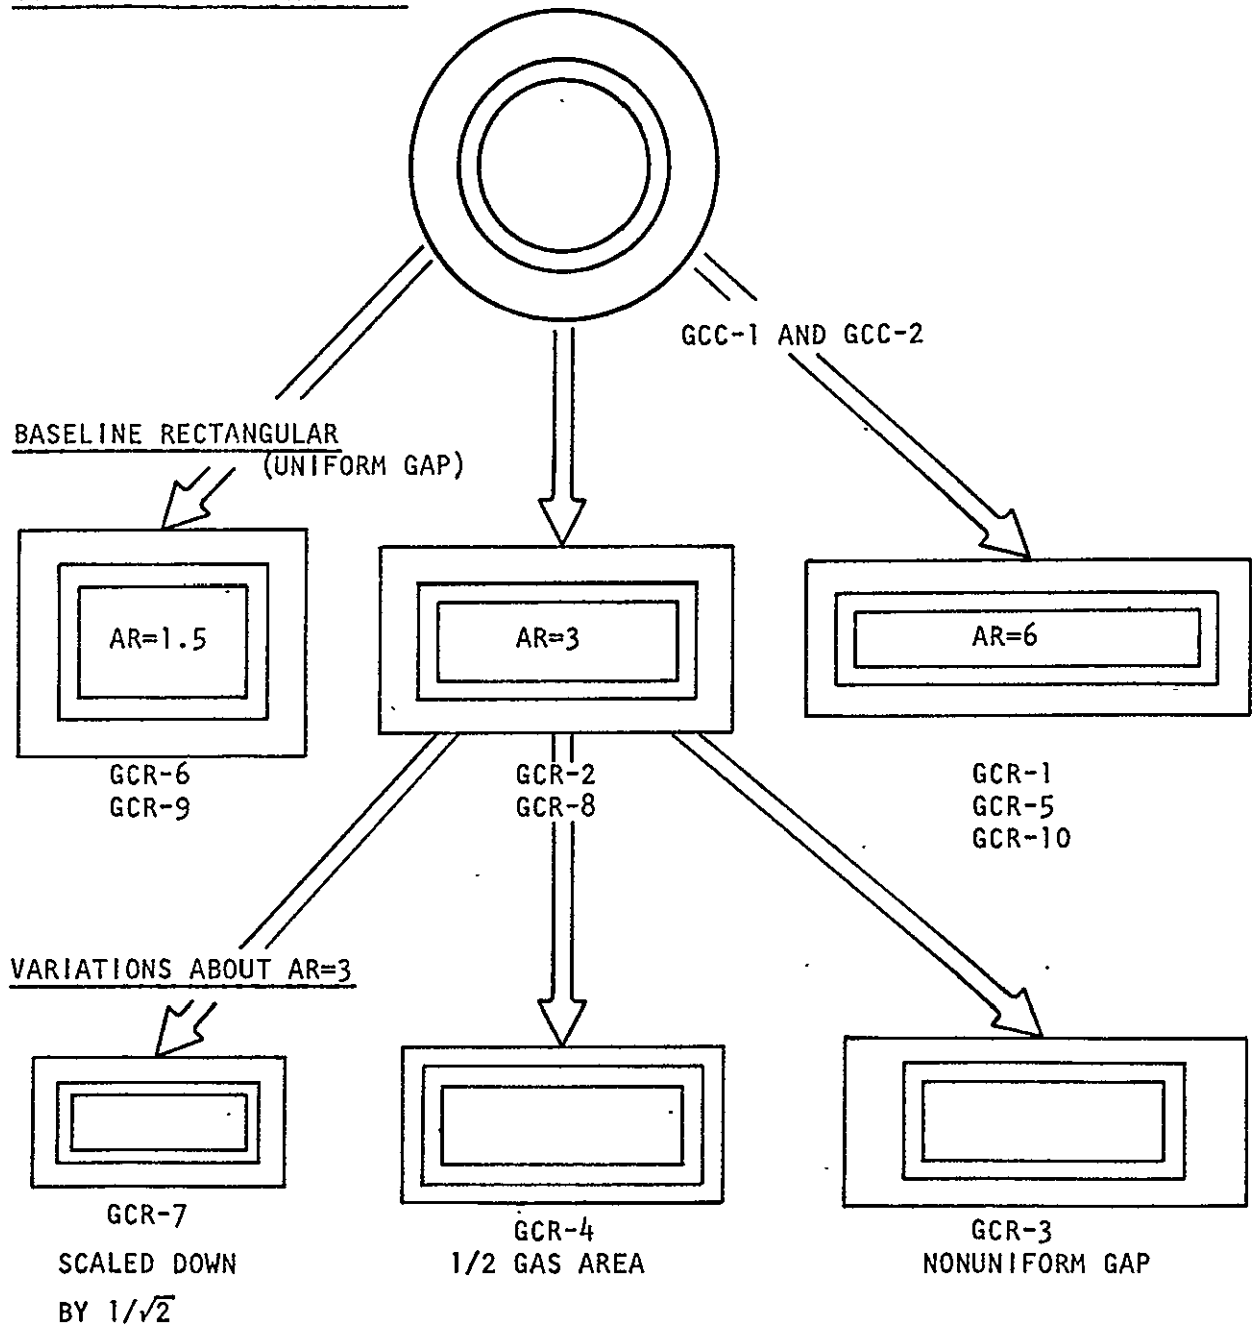 GCC-1 AND GCC-2
BASELINE RECTANGULAR
(UNIFORM GAP)
AR=1.5
AR=3
AR=6
GCR-6
GCR-9
GCR-2
GCR-8
GCR-1
GCR-5
GCR-10
VARIATIONS ABOUT AR=3
GCR-7
SCALED DOWN
BY 1/√2
GCR-4
1/2 GAS AREA
GCR-3
NONUNIFORM GAP